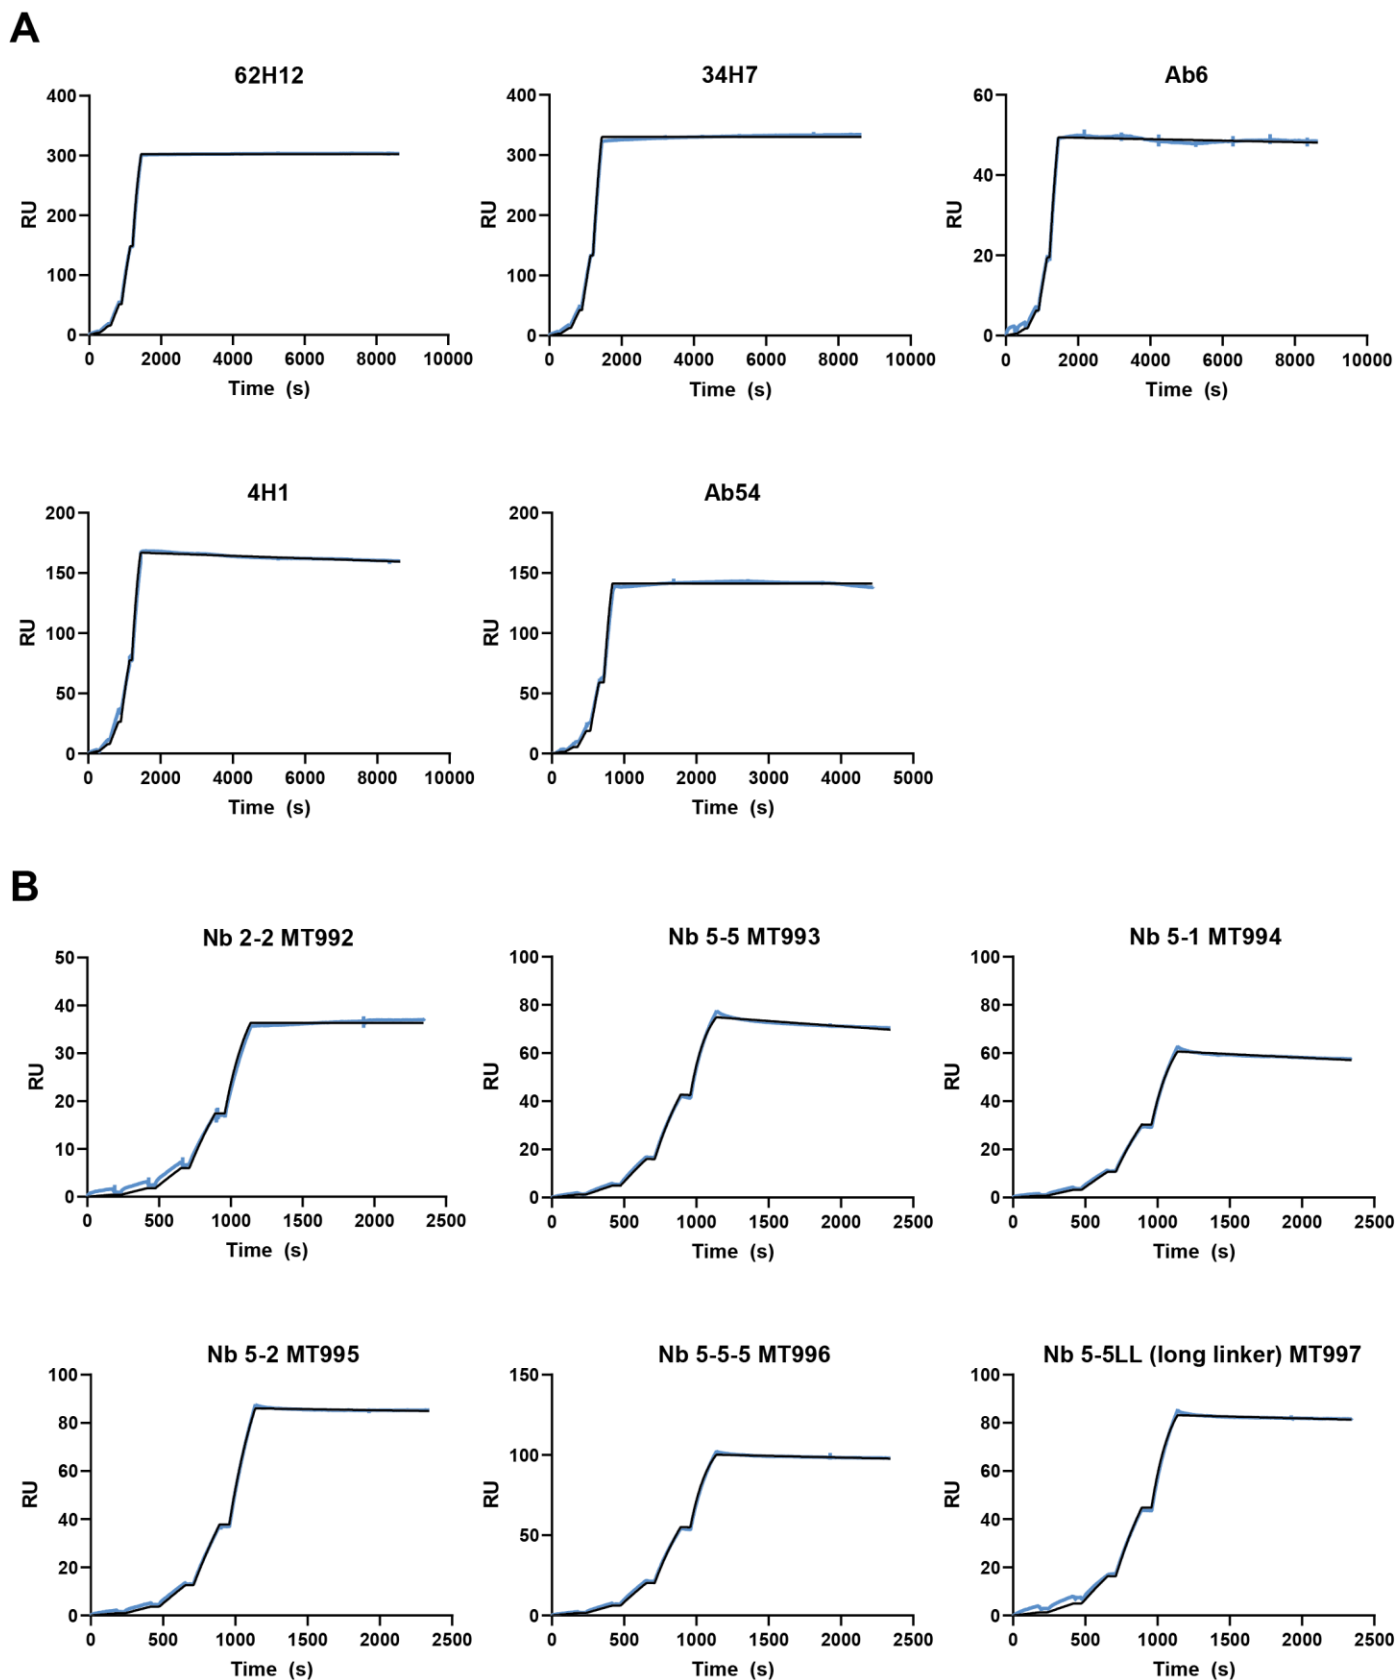 A
62H12
34H7
Ab6
400
300
200
100
0
RU
0 2000 4000 6000 8000 10000
Time (s)
400
300
200
100
0
RU
0 2000 4000 6000 8000 10000
Time (s)
60
40
20
0
RU
0 2000 4000 6000 8000 10000
Time (s)
4H1
Ab54
200
150
100
50
0
RU
0 2000 4000 6000 8000 10000
Time (s)
200
150
100
50
0
RU
0 1000 2000 3000 4000 5000
Time (s)
B
Nb 2-2 MT992
Nb 5-5 MT993
Nb 5-1 MT994
50
40
30
20
10
0
RU
0 500 1000 1500 2000 2500
Time (s)
100
80
60
40
20
0
RU
0 500 1000 1500 2000 2500
Time (s)
100
80
60
40
20
0
RU
0 500 1000 1500 2000 2500
Time (s)
Nb 5-2 MT995
Nb 5-5-5 MT996
Nb 5-5LL (long linker) MT997
100
80
60
40
20
0
RU
0 500 1000 1500 2000 2500
Time (s)
150
100
50
0
RU
0 500 1000 1500 2000 2500
Time (s)
100
80
60
40
20
0
RU
0 500 1000 1500 2000 2500
Time (s)